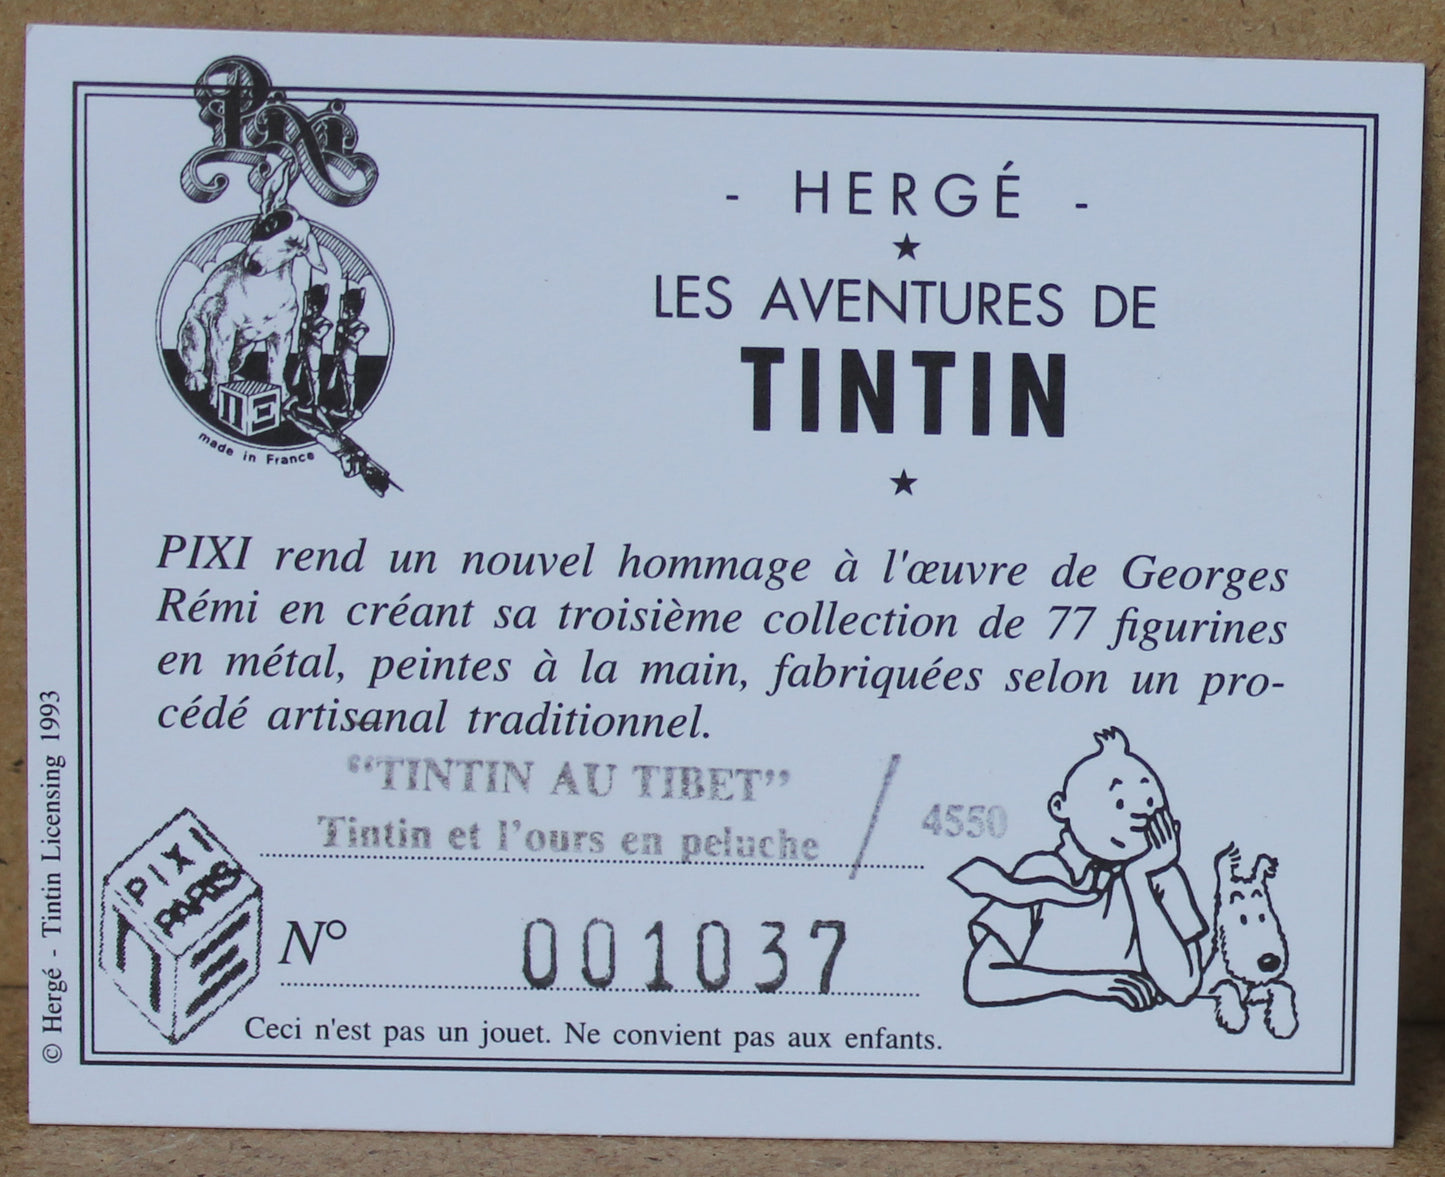 Pixi
made in France
- HERGÉ -
LES AVENTURES DE
TINTIN
PIXI rend un nouvel hommage à l'œuvre de Georges
Rémi en créant sa troisième collection de 77 figurines
en métal, peintes à la main, fabriquées selon un pro-
cédé artisanal traditionnel.
“TINTIN AU TIBET”
Tintin et l’ours en peluche / 4550
PIXI
PARIS
N° 001037
Ceci n'est pas un jouet. Ne convient pas aux enfants.
© Hergé - Tintin Licensing 1993